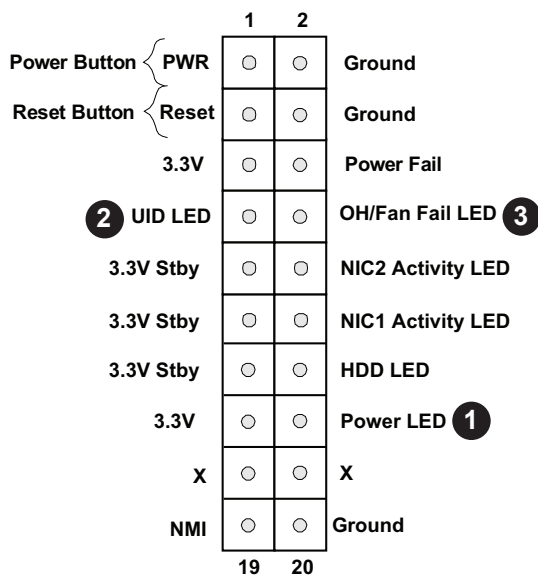 1 2
Power Button { PWR Ground
Reset Button { Reset Ground
3.3V Power Fail
2 UID LED OH/Fan Fail LED 3
3.3V Stby NIC2 Activity LED
3.3V Stby NIC1 Activity LED
3.3V Stby HDD LED
3.3V Power LED 1
X X
NMI Ground
19 20